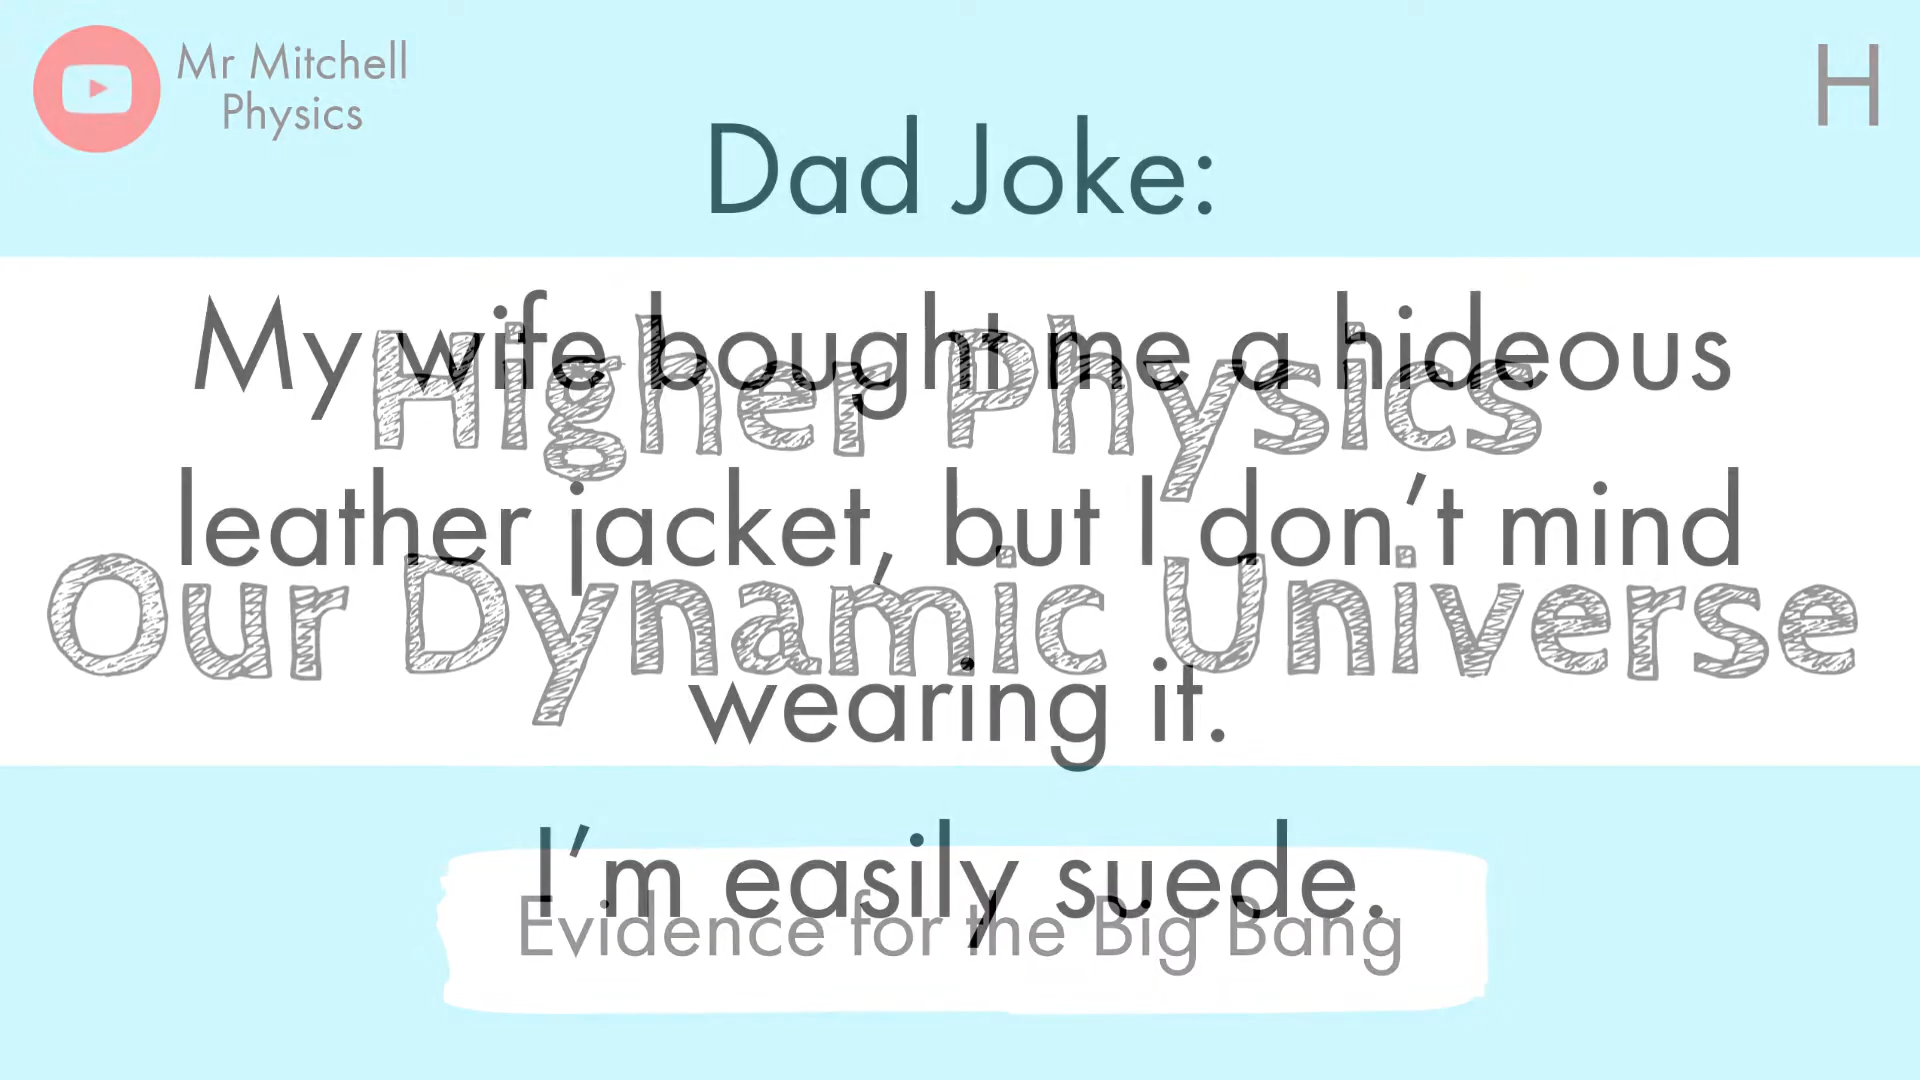 Mr Mitchell
Physics
H
Dad Joke:
My wife bought me a hideous
Higher Physics
leather jacket, but I don’t mind
Our Dynamic Universe
wearing it.
I’m easily suede.
Evidence for the Big Bang